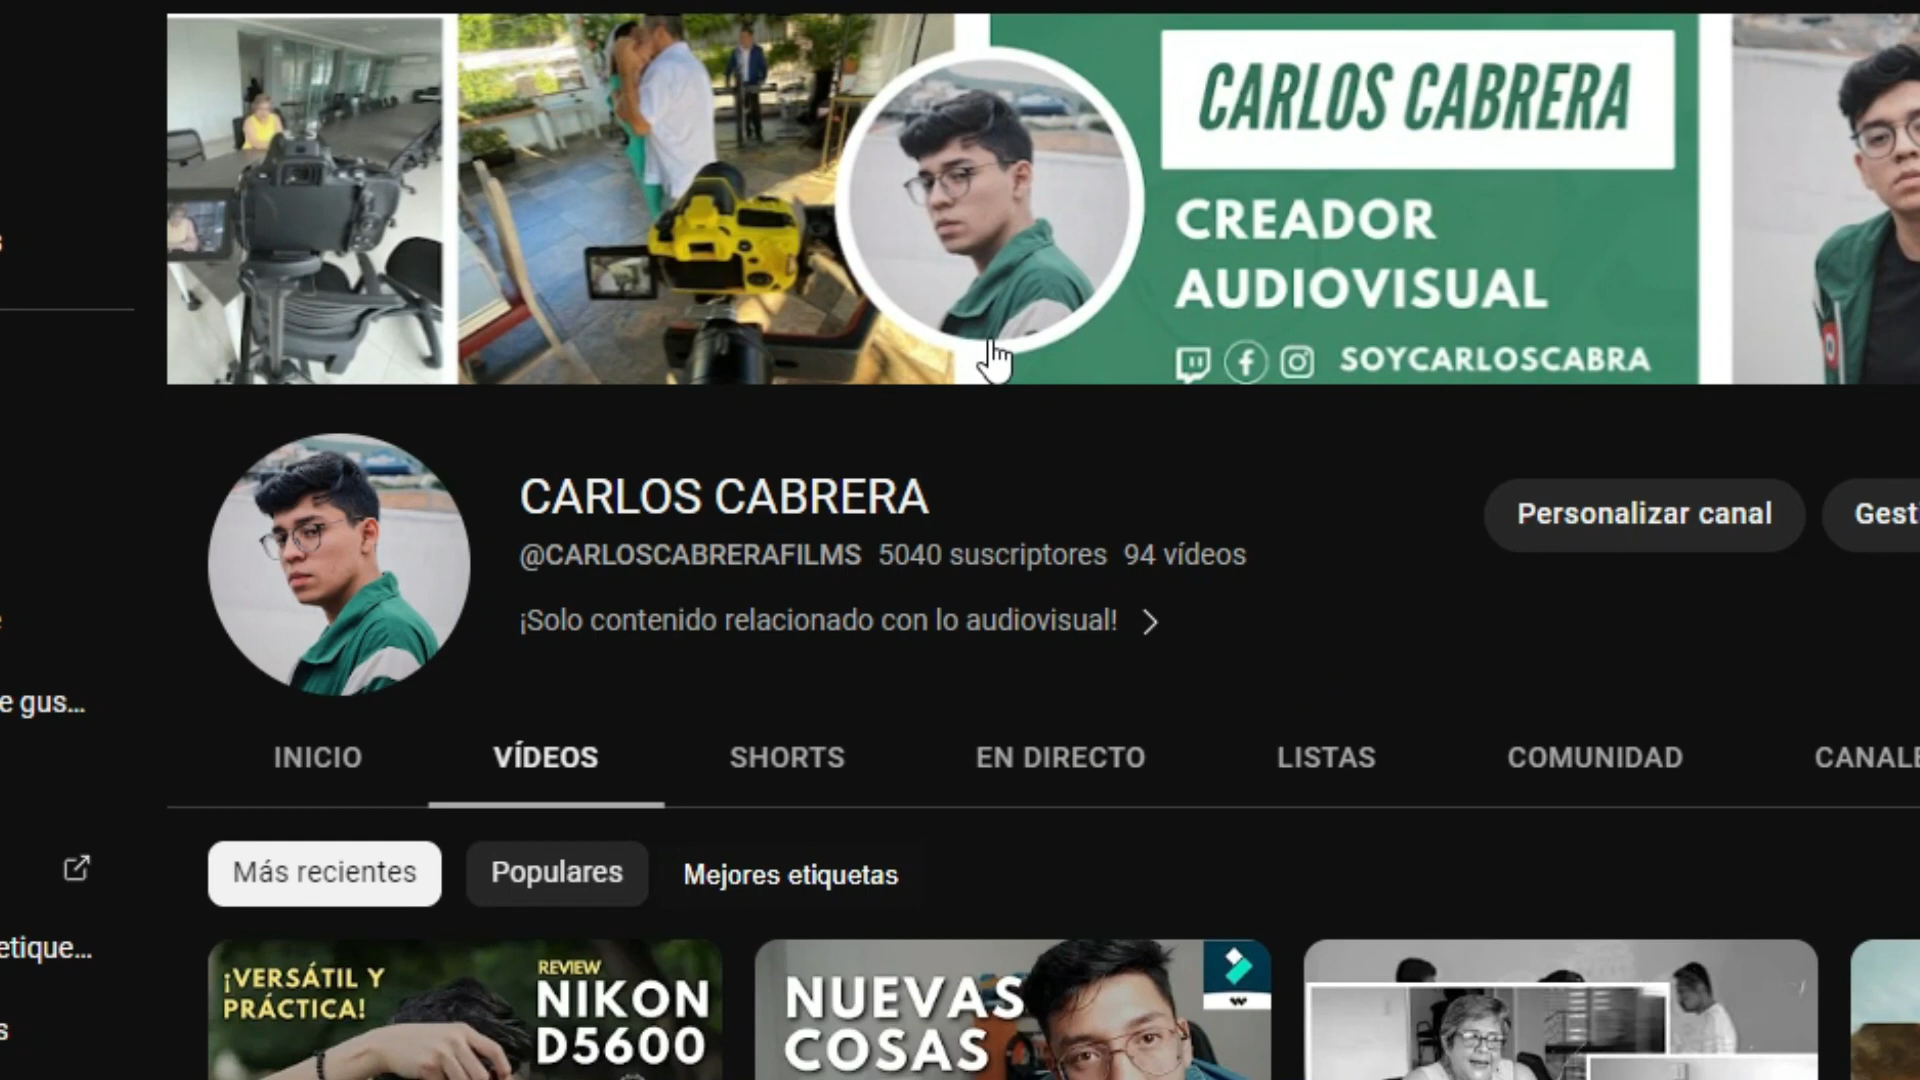 CARLOS CABRERA
CREADOR
AUDIOVISUAL
SOYCARLOSCABRA
CARLOS CABRERA
@CARLOSCABRERAFILMS 5040 suscriptores 94 vídeos
¡Solo contenido relacionado con lo audiovisual!
Personalizar canal
Gesti
INICIO
VÍDEOS
SHORTS
EN DIRECTO
LISTAS
COMUNIDAD
CANALE
e gus...
Más recientes
Populares
Mejores etiquetas
etique...
s
¡VERSÁTIL Y
PRÁCTICA!
REVIEW
NIKON
D5600
NUEVAS
COSAS